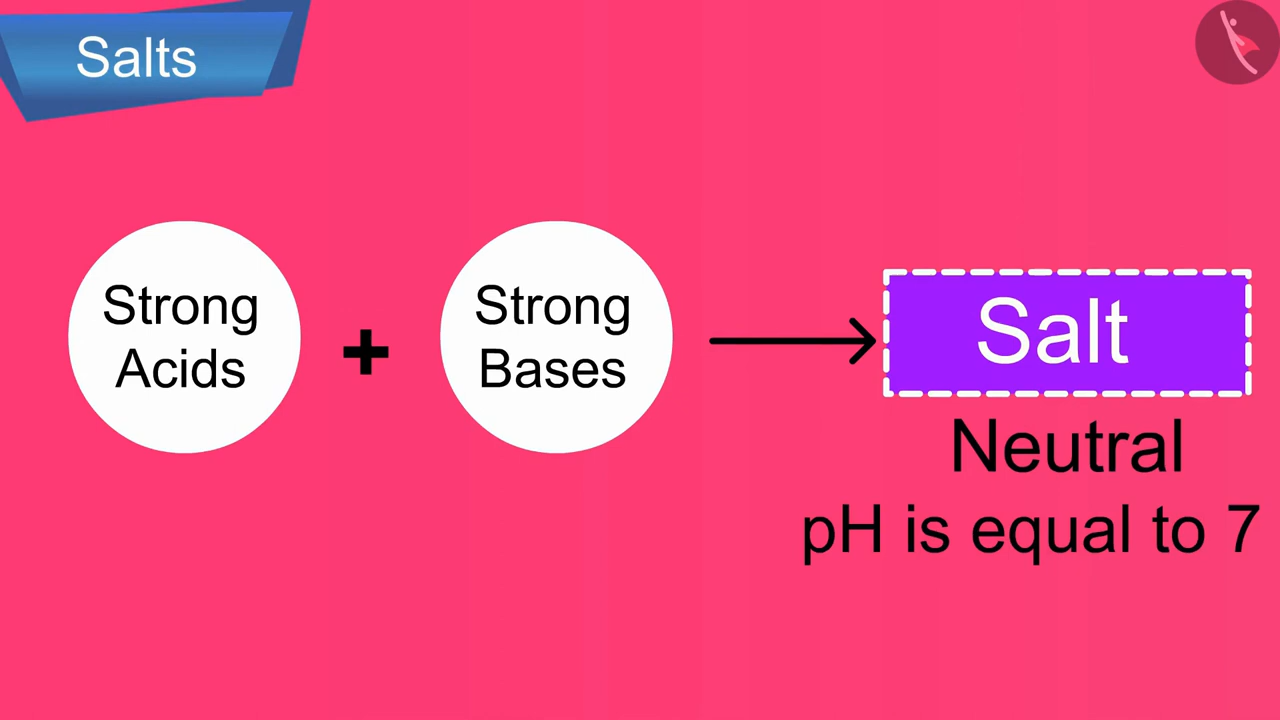 Salts
Strong
Acids
+
Strong
Bases
Salt
Neutral
pH is equal to 7